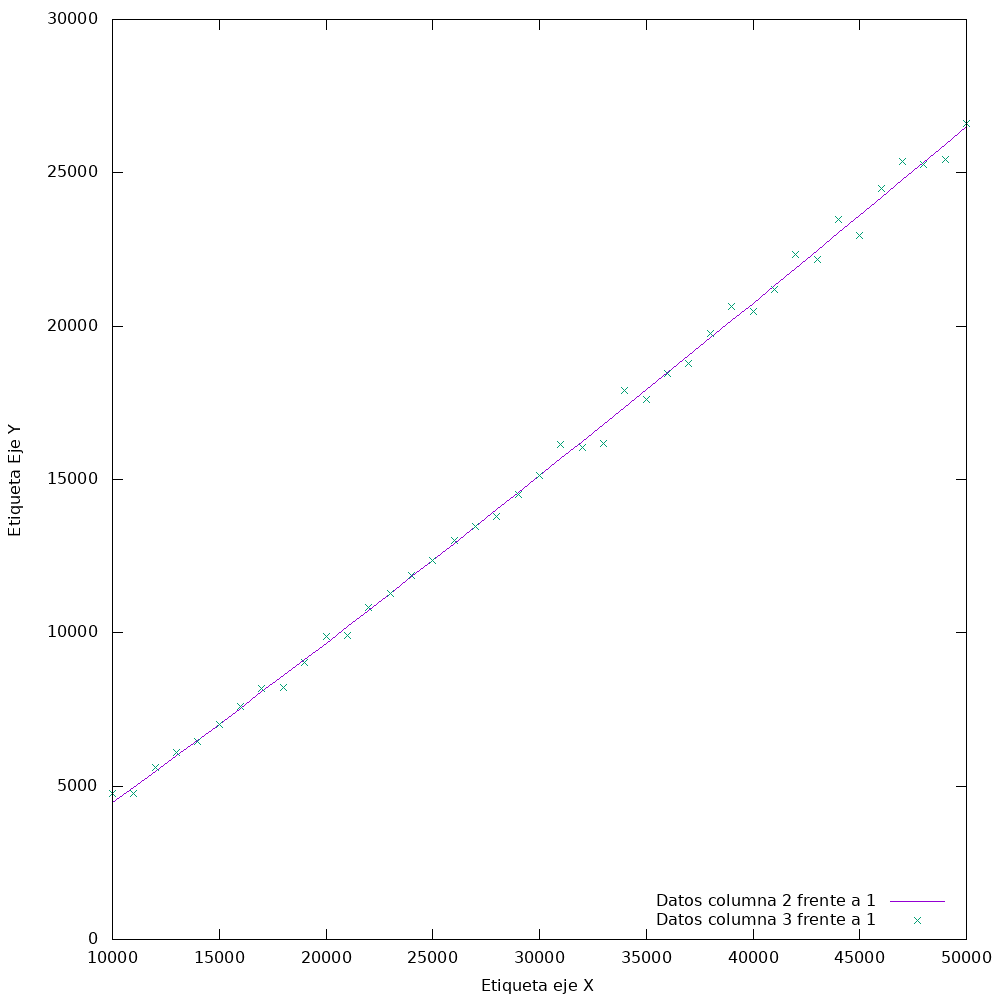 30000
25000
20000
15000
10000
5000
0
Etiqueta Eje Y
Datos columna 2 frente a 1
Datos columna 3 frente a 1
10000 15000 20000 25000 30000 35000 40000 45000 50000
Etiqueta eje X